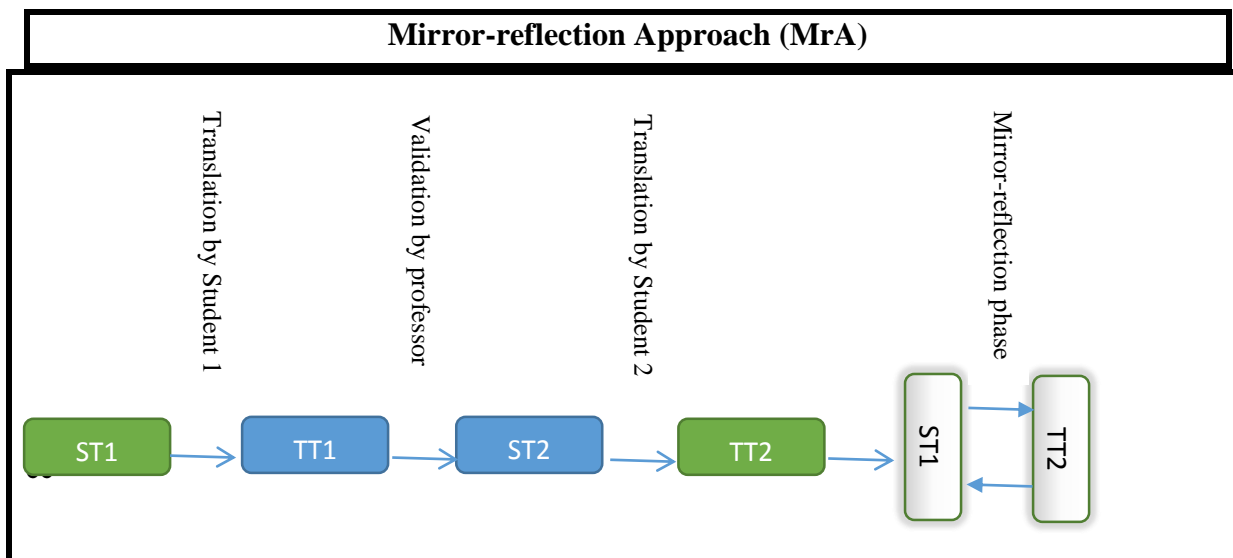 Mirror-reflection Approach (MrA)
Translation by Student 1
Validation by professor
Translation by Student 2
Mirror-reflection phase
ST1
TT1
ST2
TT2
ST1
TT2